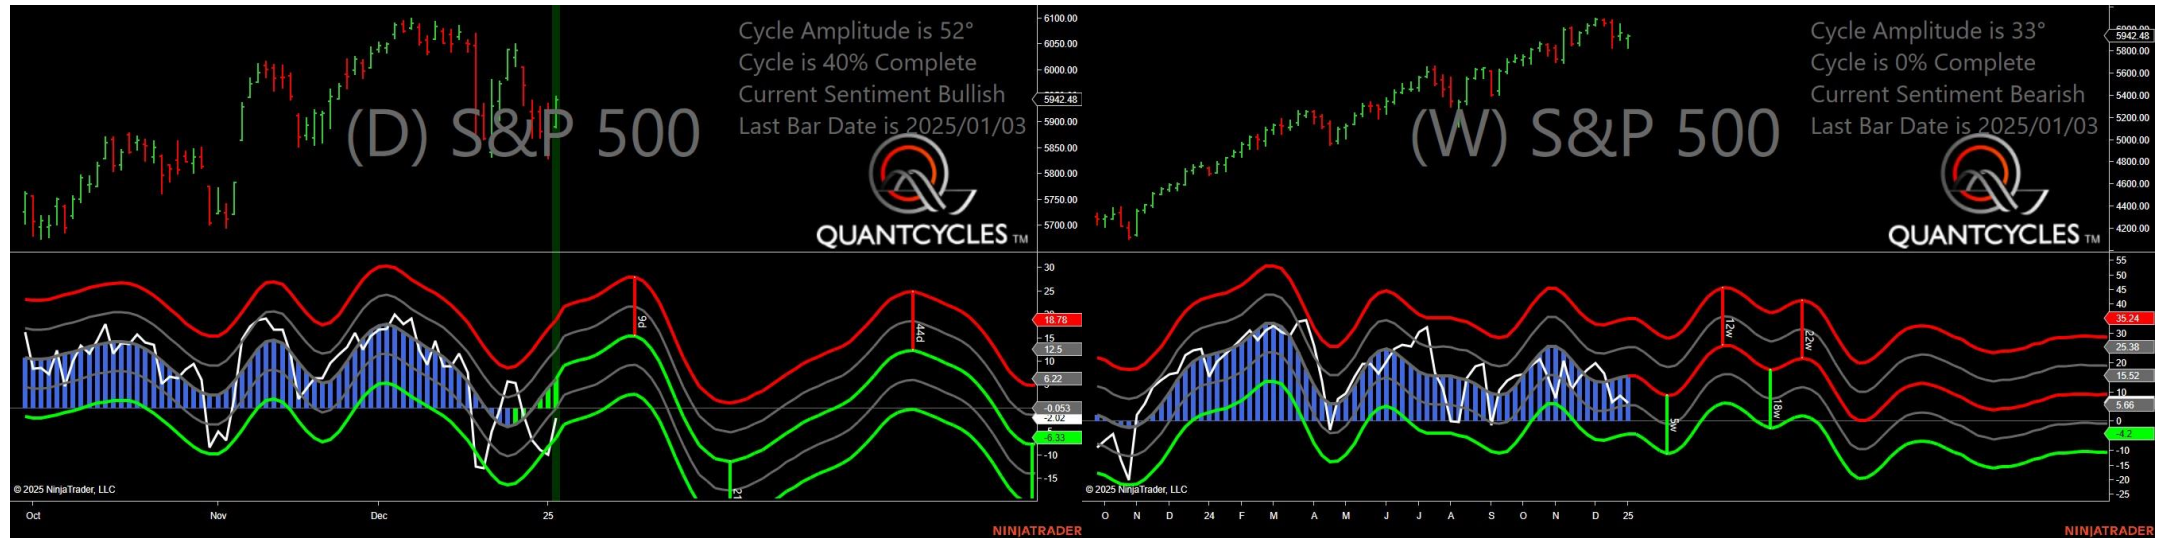 Cycle Amplitude is 52°
Cycle is 40% Complete
Current Sentiment Bullish
Last Bar Date is 2025/01/03
(D) S&P 500
QUANTCYCLES TM
6100.00
6050.00
6000.00
5942.48
5900.00
5850.00
5800.00
5750.00
5700.00
30
25
18.78
15
12.5
10
6.22
-0.053
-2.02
-6.33
-10
-15
9d
44d
21
© 2025 NinjaTrader, LLC
Oct Nov Dec 25
NINJATRADER
Cycle Amplitude is 33°
Cycle is 0% Complete
Current Sentiment Bearish
Last Bar Date is 2025/01/03
(W) S&P 500
QUANTCYCLES TM
5942.48
5800.00
5600.00
5400.00
5200.00
5000.00
4800.00
4600.00
4400.00
4200.00
55
50
45
40
35.24
30
25.38
20
15.52
10
5.66
0
-4.2
-10
-15
-20
-25
5w
12w
18w
22w
© 2025 NinjaTrader, LLC
O N D 24 F M A M J J A S O N D 25
NINJATRADER